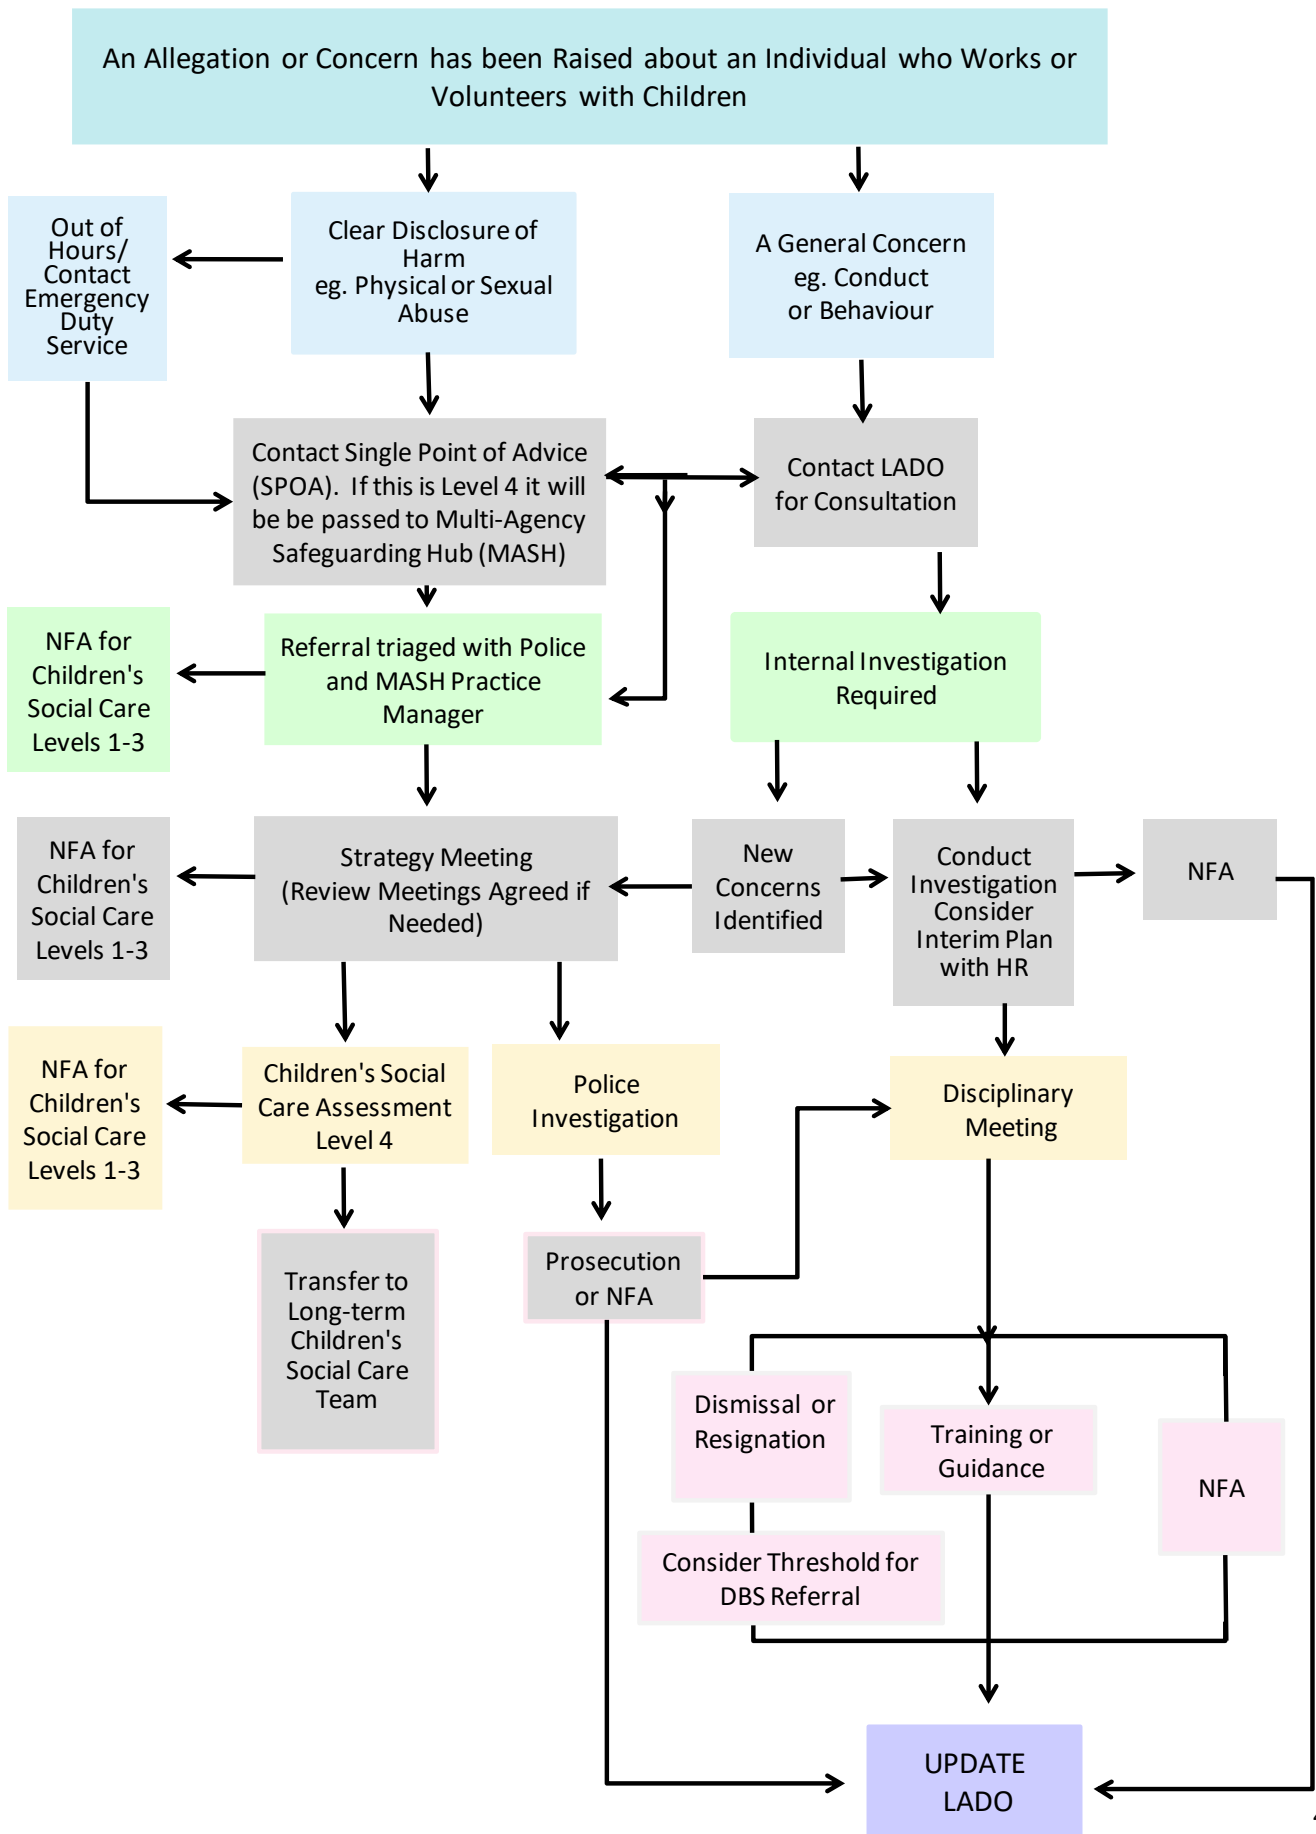 An Allegation or Concern has been Raised about an Individual who Works or
Volunteers with Children
Out of
Hours/
Contact
Emergency
Duty
Service
Clear Disclosure of
Harm
eg. Physical or Sexual
Abuse
A General Concern
eg. Conduct
or Behaviour
Contact Single Point of Advice
(SPOA). If this is Level 4 it will
be be passed to Multi-Agency
Safeguarding Hub (MASH)
Contact LADO
for Consultation
NFA for
Children's
Social Care
Levels 1-3
Referral triaged with Police
and MASH Practice
Manager
Internal Investigation
Required
NFA for
Children's
Social Care
Levels 1-3
Strategy Meeting
(Review Meetings Agreed if
Needed)
New
Concerns
Identified
Conduct
Investigation
Consider
Interim Plan
with HR
NFA
NFA for
Children's
Social Care
Levels 1-3
Children's Social
Care Assessment
Level 4
Police
Investigation
Disciplinary
Meeting
Transfer to
Long-term
Children's
Social Care
Team
Prosecution
or NFA
Dismissal or
Resignation
Training or
Guidance
NFA
Consider Threshold for
DBS Referral
UPDATE
LADO